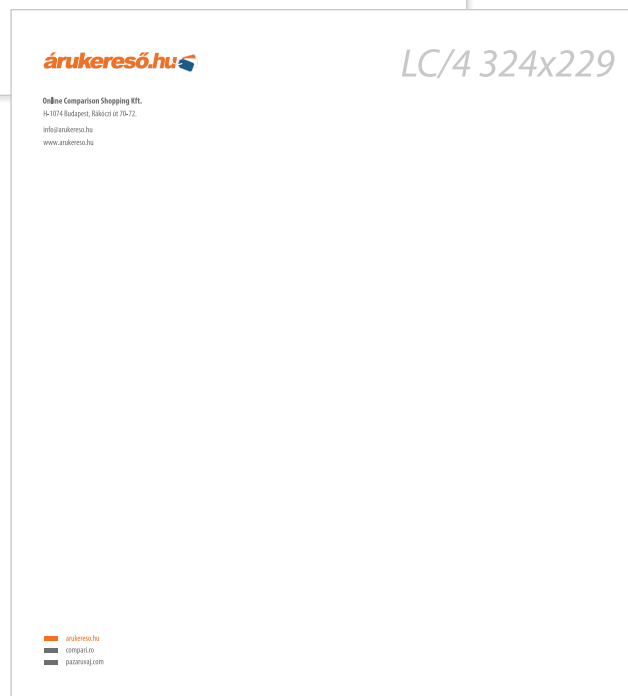 árukereső.hu
LC/4 324x229
Online Comparison Shopping Kft.
H-1074 Budapest, Rákóczi út 70-72.
info@arukereso.hu
www.arukereso.hu
arukereso.hu
compari.ro
pazaruvaj.com